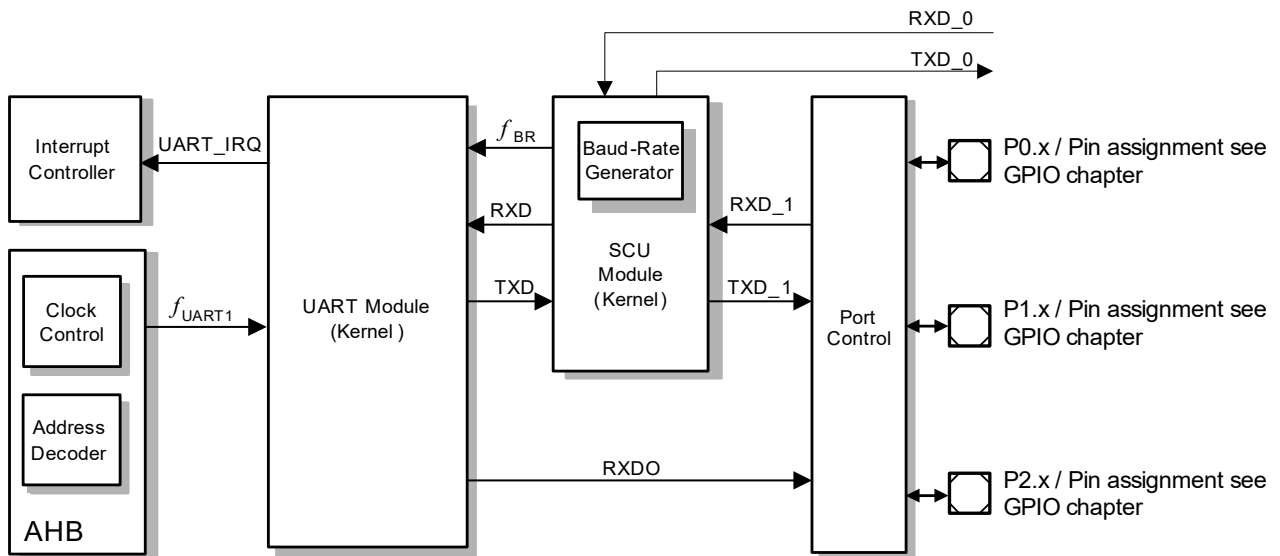 RXD_0
TXD_0
Interrupt
Controller
UART_IRQ
UART Module
(Kernel )
f BR
Baud-Rate
Generator
RXD
SCU
Module
(Kernel)
TXD
RXD_1
TXD_1
Port
Control
P0.x / Pin assignment see
GPIO chapter
P1.x / Pin assignment see
GPIO chapter
P2.x / Pin assignment see
GPIO chapter
Clock
Control
f UART1
Address
Decoder
AHB
RXDO